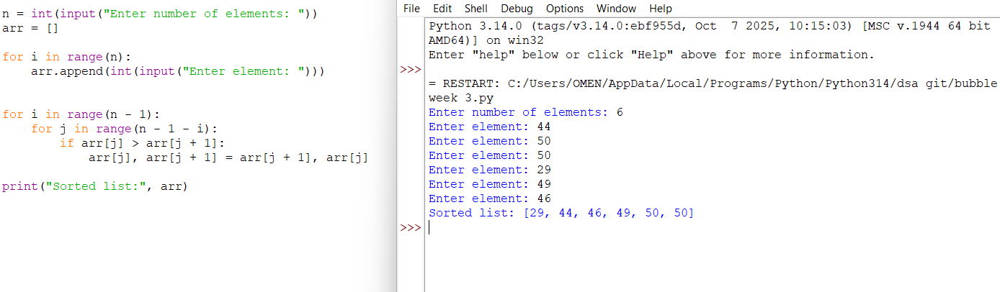 n = int(input("Enter number of elements: "))
arr = []
for i in range(n):
    arr.append(int(input("Enter element: ")))
for i in range(n - 1):
    for j in range(n - 1 - i):
        if arr[j] > arr[j + 1]:
            arr[j], arr[j + 1] = arr[j + 1], arr[j]
print("Sorted list:", arr)
File Edit Shell Debug Options Window Help
Python 3.14.0 (tags/v3.14.0:ebf955d, Oct  7 2025, 10:15:03) [MSC v.1944 64 bit
AMD64)] on win32
Enter "help" below or click "Help" above for more information.
>>>
= RESTART: C:/Users/OMEN/AppData/Local/Programs/Python/Python314/dsa git/bubble
week 3.py
Enter number of elements: 6
Enter element: 44
Enter element: 50
Enter element: 50
Enter element: 29
Enter element: 49
Enter element: 46
Sorted list: [29, 44, 46, 49, 50, 50]
>>>